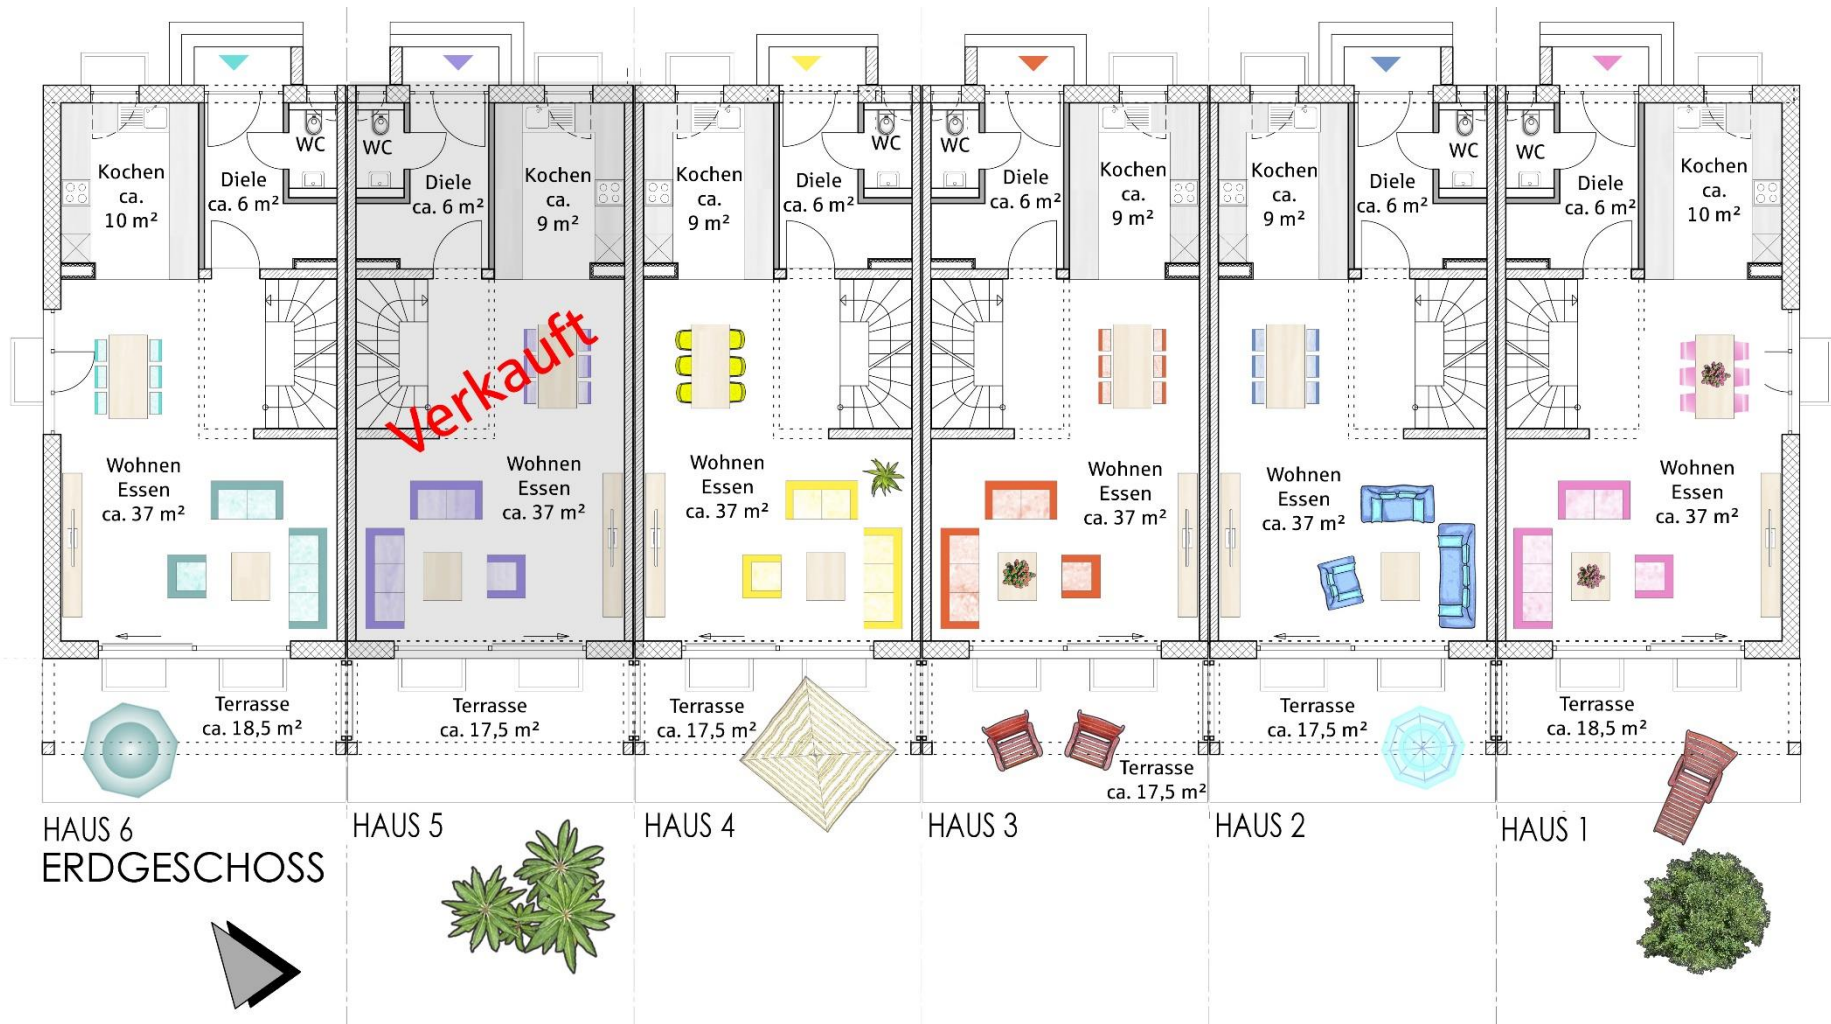 WC
WC
WC
WC
WC
WC
Kochen
ca.
10 m²
Diele
ca. 6 m²
Diele
ca. 6 m²
Kochen
ca.
9 m²
Kochen
ca.
9 m²
Diele
ca. 6 m²
Diele
ca. 6 m²
Kochen
ca.
9 m²
Kochen
ca.
9 m²
Diele
ca. 6 m²
Diele
ca. 6 m²
Kochen
ca.
10 m²
Verkauft
Wohnen
Essen
ca. 37 m²
Wohnen
Essen
ca. 37 m²
Wohnen
Essen
ca. 37 m²
Wohnen
Essen
ca. 37 m²
Wohnen
Essen
ca. 37 m²
Wohnen
Essen
ca. 37 m²
Terrasse
ca. 18,5 m²
Terrasse
ca. 17,5 m²
Terrasse
ca. 17,5 m²
Terrasse
ca. 17,5 m²
Terrasse
ca. 17,5 m²
Terrasse
ca. 18,5 m²
HAUS 6
HAUS 5
HAUS 4
HAUS 3
HAUS 2
HAUS 1
ERDGESCHOSS